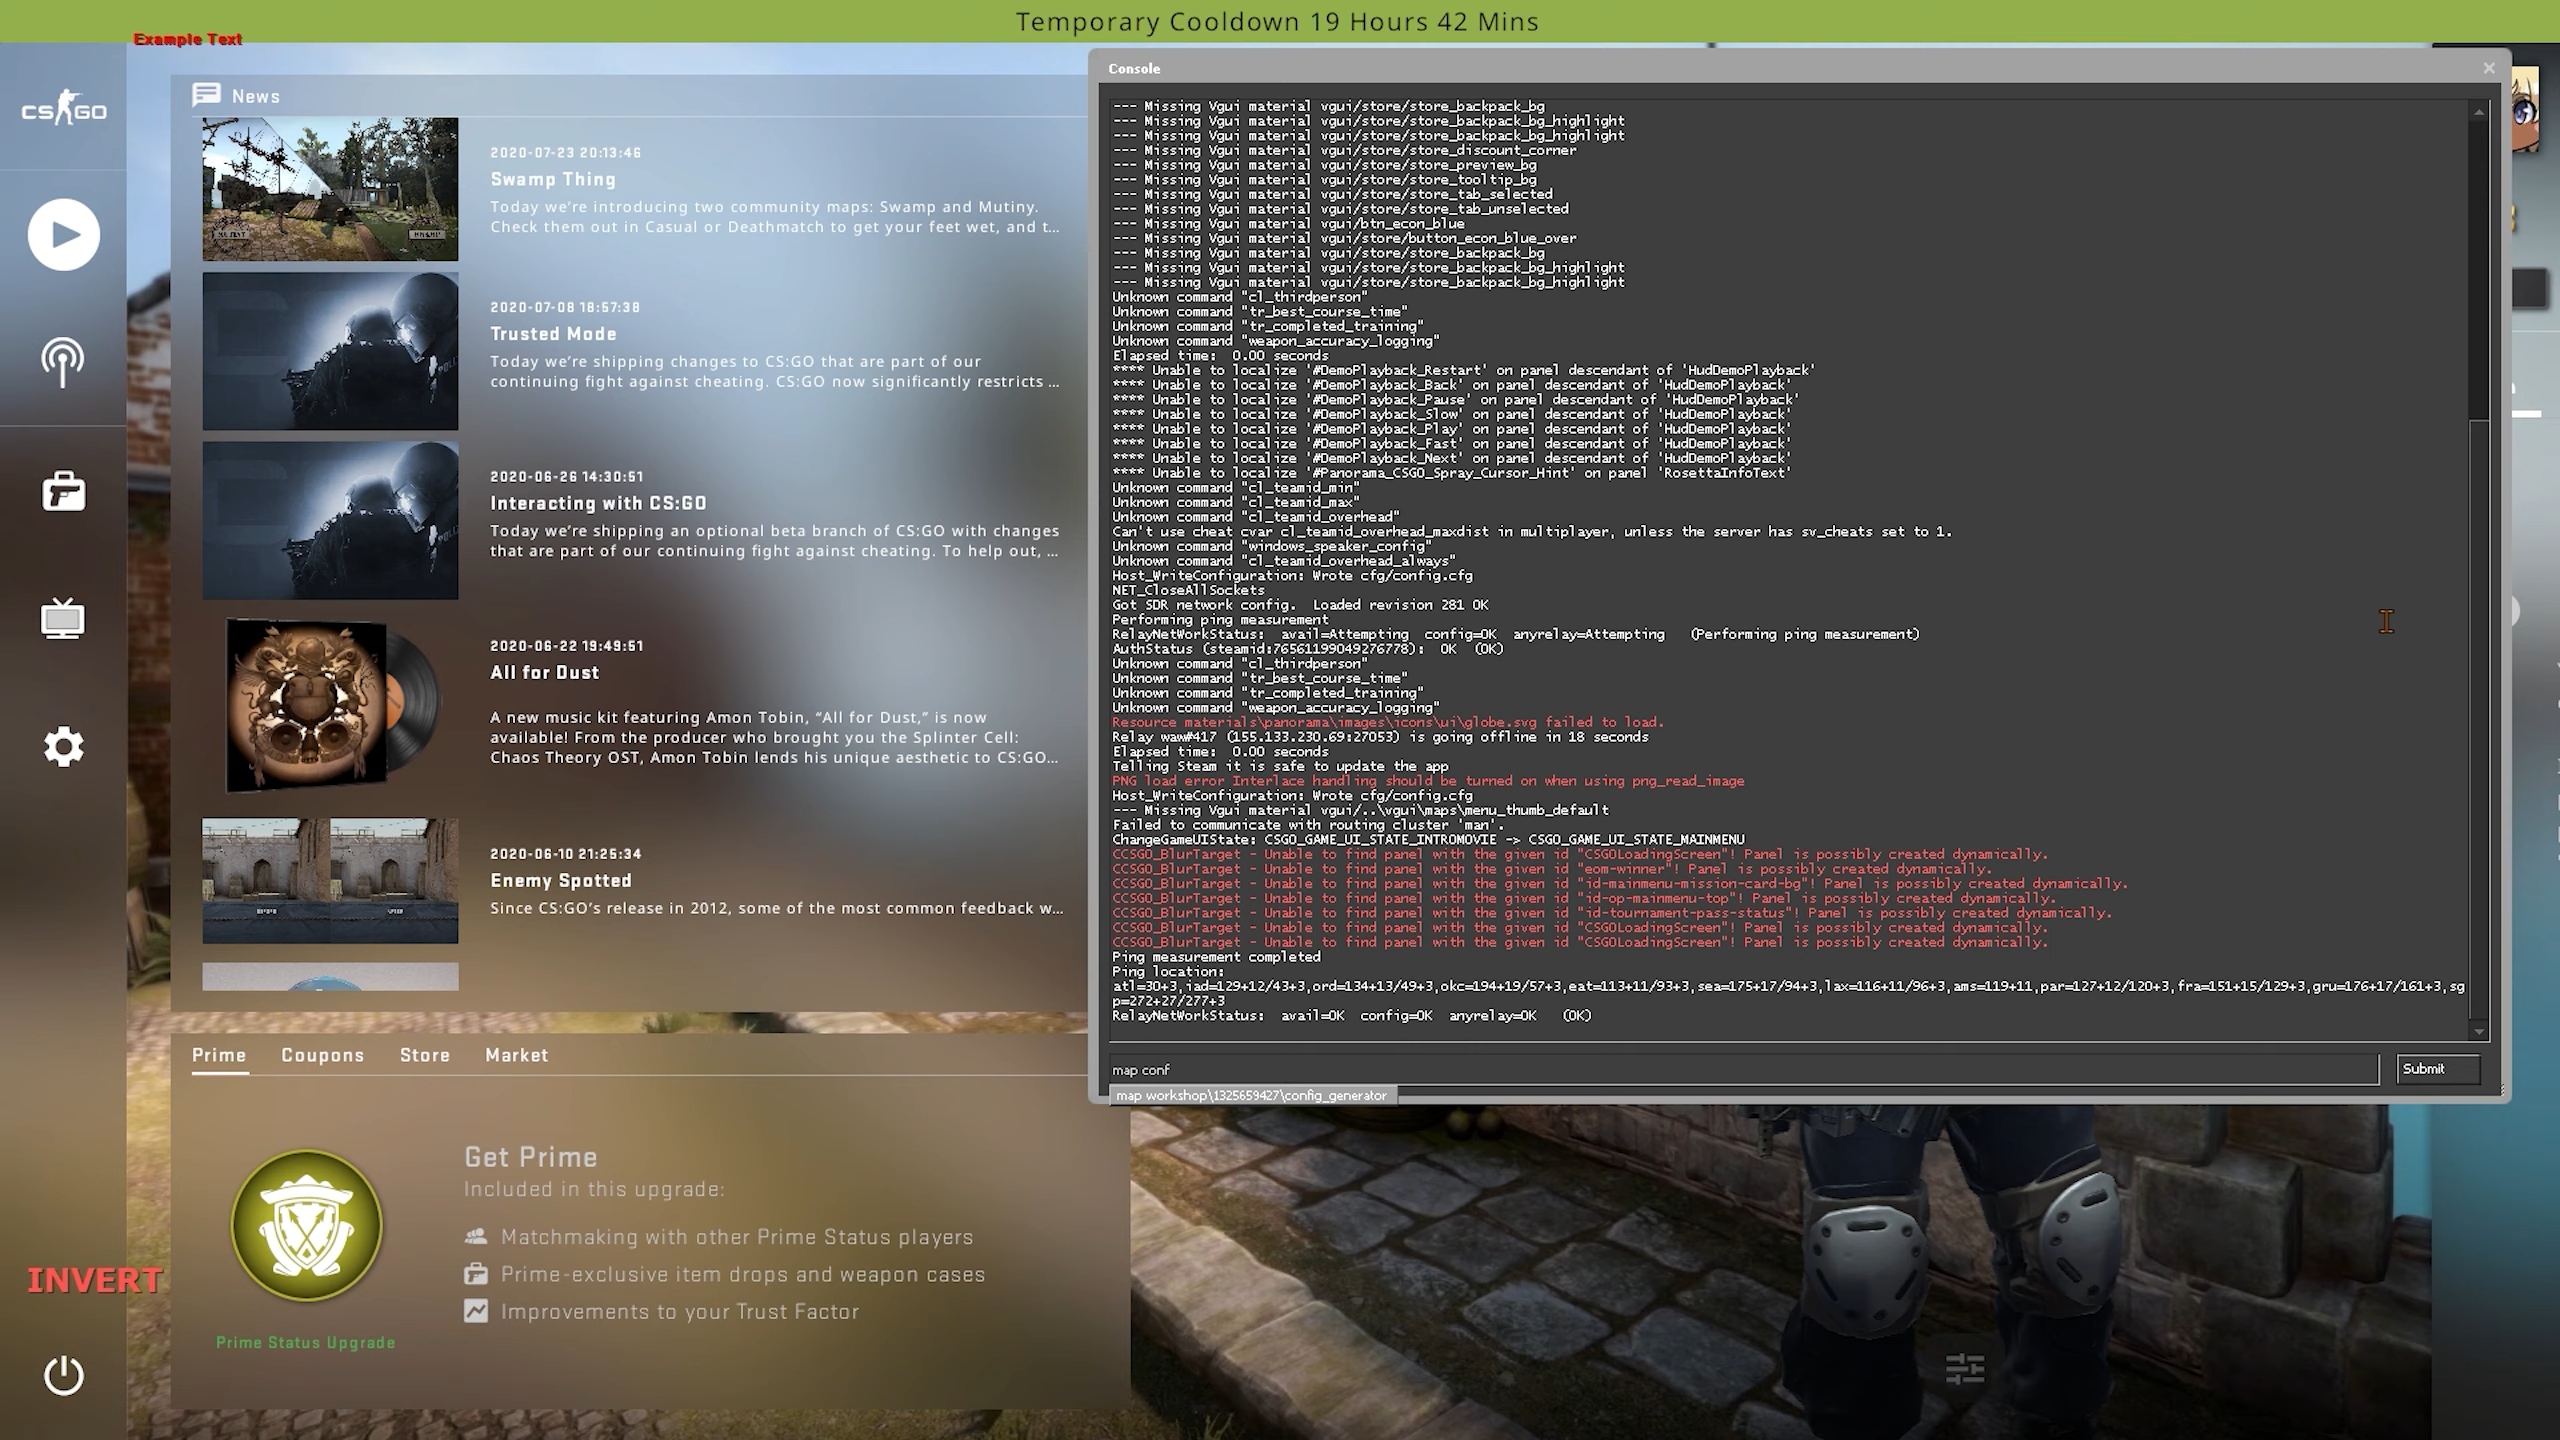 Temporary Cooldown 19 Hours 42 Mins
Example Text
CS GO
News
2020-07-23 20:13:46
Swamp Thing
Today we're introducing two community maps: Swamp and Mutiny.
Check them out in Casual or Deathmatch to get your feet wet, and t...
2020-07-08 18:57:38
Trusted Mode
Today we're shipping changes to CS:GO that are part of our
continuing fight against cheating. CS:GO now significantly restricts ...
2020-06-26 14:30:51
Interacting with CS:GO
Today we're shipping an optional beta branch of CS:GO with changes
that are part of our continuing fight against cheating. To help out, ...
2020-06-22 19:49:51
All for Dust
A new music kit featuring Amon Tobin, “All for Dust,” is now
available! From the producer who brought you the Splinter Cell:
Chaos Theory OST, Amon Tobin lends his unique aesthetic to CS:GO...
2020-06-10 21:25:34
Enemy Spotted
Since CS:GO's release in 2012, some of the most common feedback w...
Prime Coupons Store Market
Get Prime
Included in this upgrade:
Matchmaking with other Prime Status players
Prime-exclusive item drops and weapon cases
Improvements to your Trust Factor
Prime Status Upgrade
INVERT
Console
--- Missing Vgui material vgui/store/store_backpack_bg
--- Missing Vgui material vgui/store/store_backpack_bg_highlight
--- Missing Vgui material vgui/store/store_backpack_bg_highlight
--- Missing Vgui material vgui/store/store_discount_corner
--- Missing Vgui material vgui/store/store_preview_bg
--- Missing Vgui material vgui/store/store_tooltip_bg
--- Missing Vgui material vgui/store/store_tab_selected
--- Missing Vgui material vgui/store/store_tab_unselected
--- Missing Vgui material vgui/btn_econ_blue
--- Missing Vgui material vgui/store/button_econ_blue_over
--- Missing Vgui material vgui/store/store_backpack_bg
--- Missing Vgui material vgui/store/store_backpack_bg_highlight
--- Missing Vgui material vgui/store/store_backpack_bg_highlight
Unknown command "cl_thirdperson"
Unknown command "tr_best_course_time"
Unknown command "tr_completed_training"
Unknown command "weapon_accuracy_logging"
Elapsed time: 0.00 seconds
**** Unable to localize '#DemoPlayback_Restart' on panel descendant of 'HudDemoPlayback'
**** Unable to localize '#DemoPlayback_Back' on panel descendant of 'HudDemoPlayback'
**** Unable to localize '#DemoPlayback_Pause' on panel descendant of 'HudDemoPlayback'
**** Unable to localize '#DemoPlayback_Slow' on panel descendant of 'HudDemoPlayback'
**** Unable to localize '#DemoPlayback_Play' on panel descendant of 'HudDemoPlayback'
**** Unable to localize '#DemoPlayback_Fast' on panel descendant of 'HudDemoPlayback'
**** Unable to localize '#DemoPlayback_Next' on panel descendant of 'HudDemoPlayback'
**** Unable to localize '#Panorama_CSGO_Spray_Cursor_Hint' on panel 'RosettaInfoText'
Unknown command "cl_teamid_min"
Unknown command "cl_teamid_max"
Unknown command "cl_teamid_overhead"
Can't use cheat cvar cl_teamid_overhead_maxdist in multiplayer, unless the server has sv_cheats set to 1.
Unknown command "windows_speaker_config"
Unknown command "cl_teamid_overhead_always"
Host_WriteConfiguration: Wrote cfg/config.cfg
NET_CloseAllSockets
Got SDR network config. Loaded revision 281 OK
Performing ping measurement
RelayNetWorkStatus: avail=Attempting config=OK anyrelay=Attempting (Performing ping measurement)
AuthStatus (steamid:76561199049276778): OK (OK)
Unknown command "cl_thirdperson"
Unknown command "tr_best_course_time"
Unknown command "tr_completed_training"
Unknown command "weapon_accuracy_logging"
Resource materials\panorama\images\icons\ui\globe.svg failed to load.
Relay waw#417 (155.133.230.69:27053) is going offline in 18 seconds
Elapsed time: 0.00 seconds
Telling Steam it is safe to update the app
PNG load error Interlace handling should be turned on when using png_read_image
Host_WriteConfiguration: Wrote cfg/config.cfg
--- Missing Vgui material vgui/..\vgui\maps\menu_thumb_default
Failed to communicate with routing cluster 'man'.
ChangeGameUIState: CSGO_GAME_UI_STATE_INTROMOVIE -> CSGO_GAME_UI_STATE_MAINMENU
CCSGO_BlurTarget - Unable to find panel with the given id "CSGOLoadingScreen"! Panel is possibly created dynamically.
CCSGO_BlurTarget - Unable to find panel with the given id "eom-winner"! Panel is possibly created dynamically.
CCSGO_BlurTarget - Unable to find panel with the given id "id-mainmenu-mission-card-bg"! Panel is possibly created dynamically.
CCSGO_BlurTarget - Unable to find panel with the given id "id-op-mainmenu-top"! Panel is possibly created dynamically.
CCSGO_BlurTarget - Unable to find panel with the given id "id-tournament-pass-status"! Panel is possibly created dynamically.
CCSGO_BlurTarget - Unable to find panel with the given id "CSGOLoadingScreen"! Panel is possibly created dynamically.
CCSGO_BlurTarget - Unable to find panel with the given id "CSGOLoadingScreen"! Panel is possibly created dynamically.
Ping measurement completed
Ping location:
atl=30+3,iad=129+12/43+3,ord=134+13/49+3,okc=194+19/57+3,eat=113+11/93+3,sea=175+17/94+3,lax=116+11/96+3,ams=119+11,par=127+12/120+3,fra=151+15/129+3,gru=176+17/161+3,sg
p=272+27/277+3
RelayNetWorkStatus: avail=OK config=OK anyrelay=OK (OK)
map conf
Submit
map workshop\1325659427\config_generator